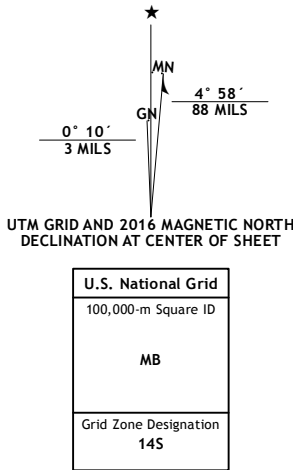 MN
GN
4° 58´
88 MILS
0° 10´
3 MILS
UTM GRID AND 2016 MAGNETIC NORTH
DECLINATION AT CENTER OF SHEET
U.S. National Grid
100,000-m Square ID
MB
Grid Zone Designation
14S